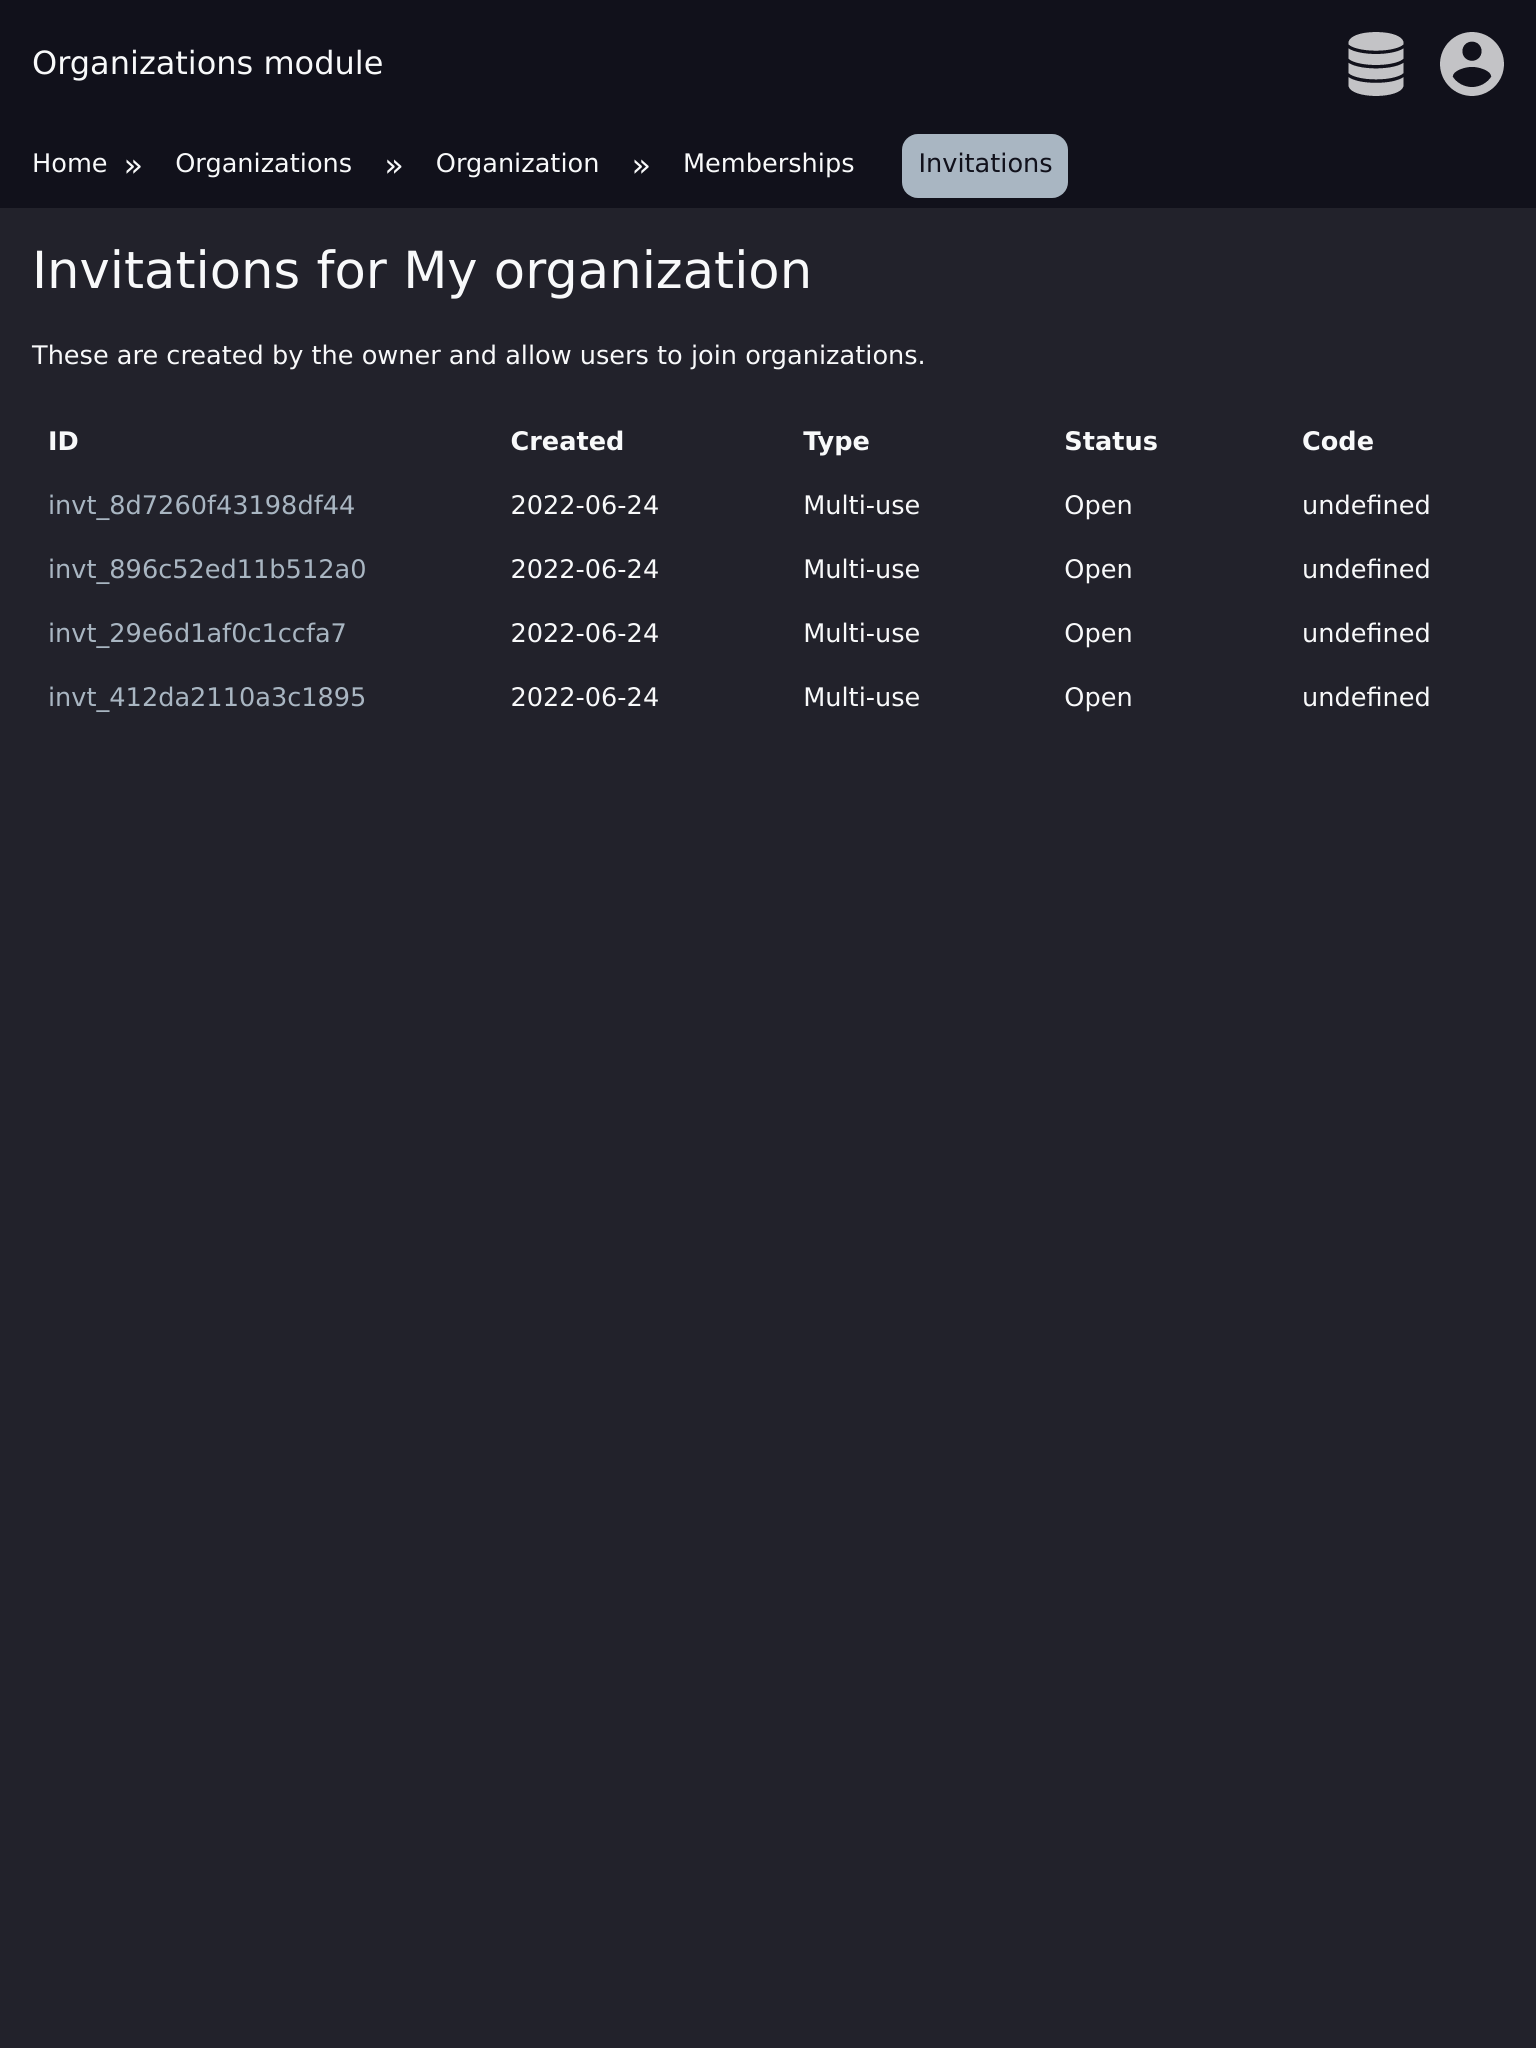 Organizations module
Home » Organizations » Organization » Memberships Invitations
Invitations for My organization
These are created by the owner and allow users to join organizations.
ID Created Type Status Code
invt_8d7260f43198df44 2022-06-24 Multi-use Open undefined
invt_896c52ed11b512a0 2022-06-24 Multi-use Open undefined
invt_29e6d1af0c1ccfa7 2022-06-24 Multi-use Open undefined
invt_412da2110a3c1895 2022-06-24 Multi-use Open undefined